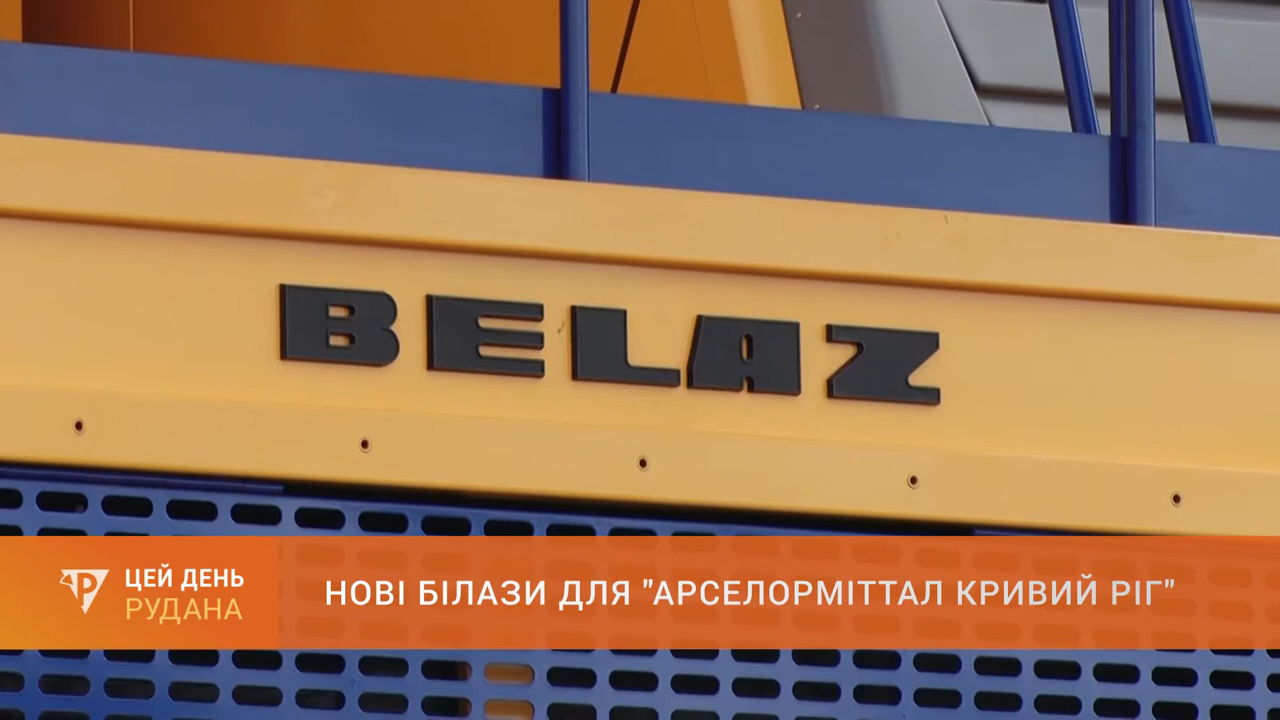 BELAZ
ЦЕЙ ДЕНЬ
РУДАНА
НОВІ БІЛАЗИ ДЛЯ "АРСЕЛОРМІТТАЛ КРИВИЙ РІГ"